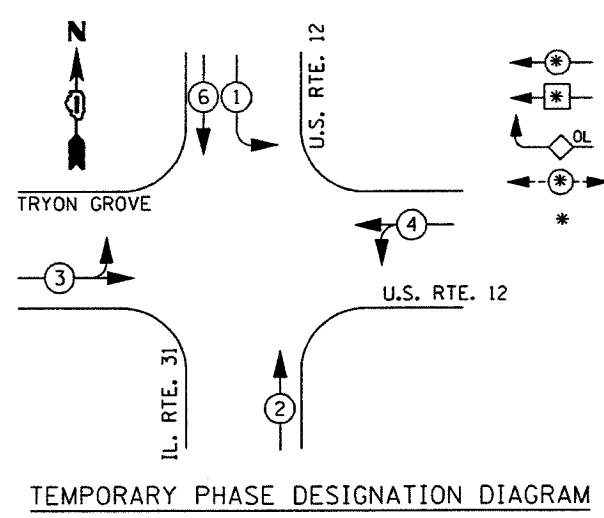 N
U.S. RTE. 12
6
1
*
*
OL
*
*
TRYON GROVE
4
3
U.S. RTE. 12
IL. RTE. 31
2
TEMPORARY PHASE DESIGNATION DIAGRAM